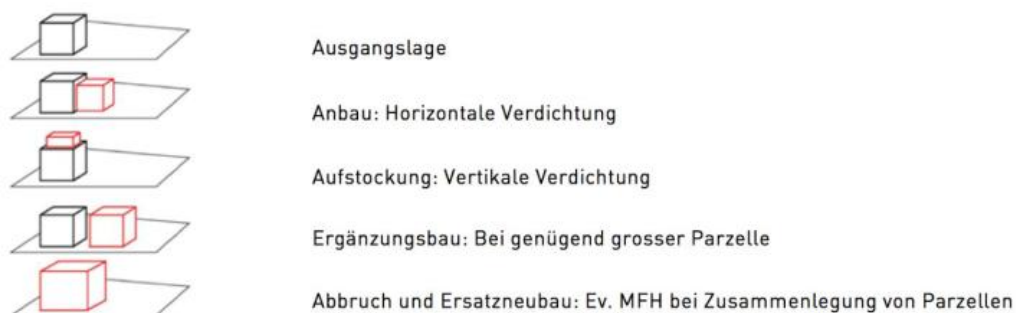 Ausgangslage
Anbau: Horizontale Verdichtung
Aufstockung: Vertikale Verdichtung
Ergänzungsbau: Bei genügend grosser Parzelle
Abbruch und Ersatzneubau: Ev. MFH bei Zusammenlegung von Parzellen